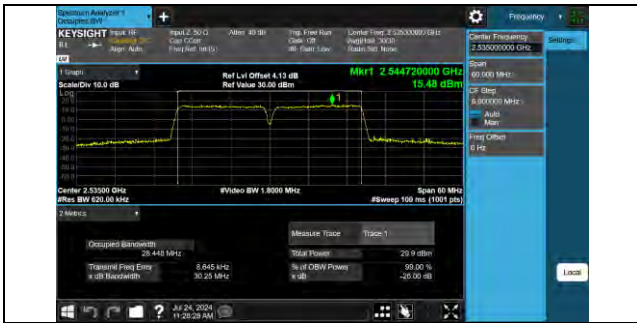 Spectrum Analyzer 1
Occupied BW
Frequency
KEYSIGHT Input: RF
Input Z: 50 Ω
Atten: 40 dB
Trig: Free Run
Center Freq: 2.535000000 GHz
Gate: Off
Avg|Hold: 30/30
Align: Auto
Freq Ref: Int (S)
Radio Std: None
Center Frequency
2.535000000 GHz
Settings
Span
60.000 MHz
CF Step
6.000000 MHz
Auto
Man
Freq Offset
0 Hz
1 Graph
Scale/Div 10.0 dB
Ref Lvl Offset 4.13 dB
Ref Value 30.00 dBm
Mkr1 2.544720000 GHz
15.48 dBm
Log
1
Center 2.53500 GHz
#Res BW 620.00 kHz
#Video BW 1.8000 MHz
Span 60 MHz
#Sweep 100 ms (1001 pts)
2 Metrics
Measure Trace
Trace 1
Occupied Bandwidth
28.448 MHz
Total Power
29.9 dBm
Transmit Freq Error
8.645 kHz
% of OBW Power
99.00 %
x dB Bandwidth
30.25 MHz
x dB
-26.00 dB
Local
?
Jul 24, 2024
11:28:28 AM